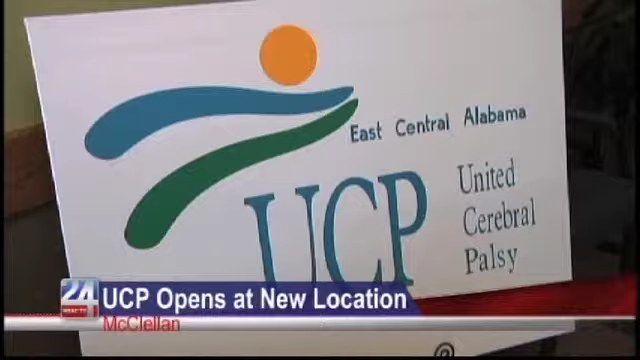 East Central Alabama
UCP
United
Cerebral
Palsy
24
UCP Opens at New Location
McClellan